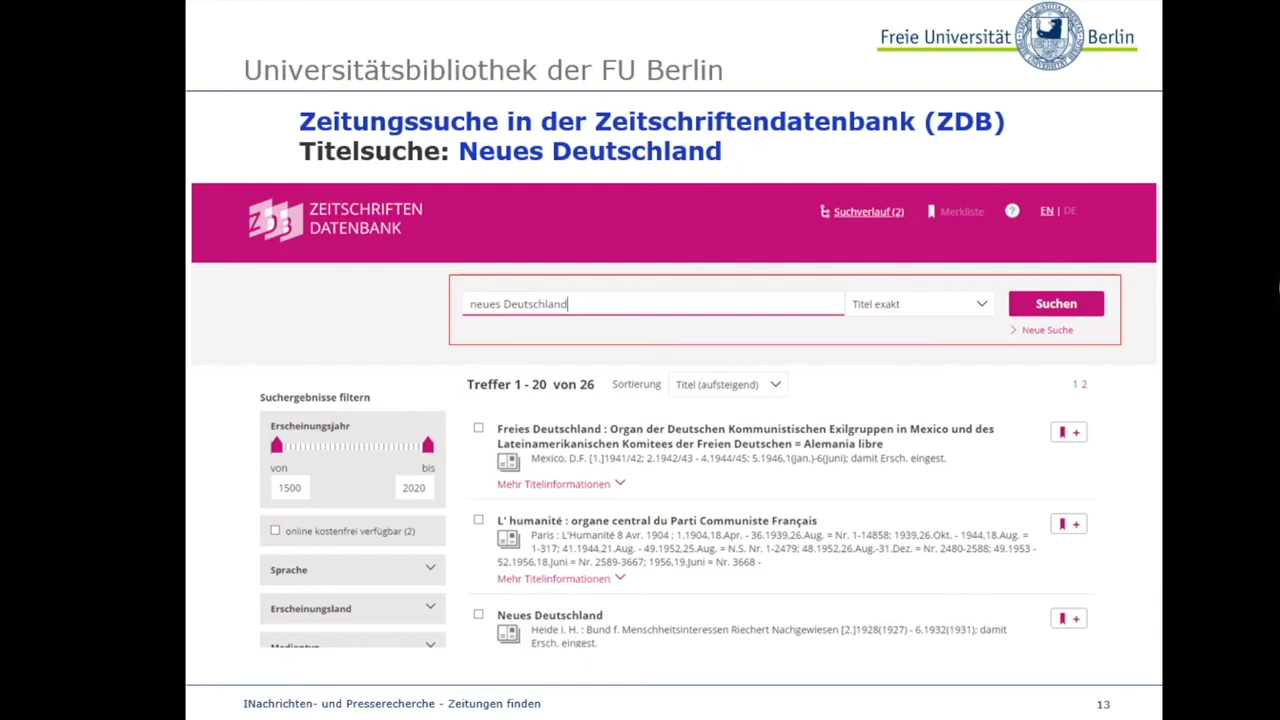 Freie Universität Berlin
Universitätsbibliothek der FU Berlin
Zeitungssuche in der Zeitschriftendatenbank (ZDB)
Titelsuche: Neues Deutschland
ZDB ZEITSCHRIFTEN
DATENBANK
Suchverlauf (2) Merkliste ? EN | DE
neues Deutschland Titel exakt Suchen
Neue Suche
Treffer 1 - 20 von 26 Sortierung Titel (aufsteigend) 1 2
Suchergebnisse filtern
Erscheinungsjahr
von bis
1500 2020
online kostenfrei verfügbar (2)
Sprache
Erscheinungsland
Medientyp
Freies Deutschland : Organ der Deutschen Kommunistischen Exilgruppen in Mexico und des
Lateinamerikanischen Komitees der Freien Deutschen = Alemania libre
Mexico, D.F. [1.]1941/42; 2.1942/43 - 4.1944/45; 5.1946,1(Jan.)-6(Juni); damit Ersch. eingest.
Mehr Titelinformationen
L' humanité : organe central du Parti Communiste Français
Paris : L'Humanité 8 Avr. 1904 ; 1.1904,18.Apr. - 36.1939,26.Aug. = Nr. 1-14858; 1939,26.Okt. - 1944,18.Aug. =
1-317; 41.1944,21.Aug. - 49.1952,25.Aug. = N.S. Nr. 1-2479; 48.1952,26.Aug.-31.Dez. = Nr. 2480-2588; 49.1953 -
52.1956,18.Juni = Nr. 2589-3667; 1956,19.Juni = Nr. 3668 -
Mehr Titelinformationen
Neues Deutschland
Heide i. H. : Bund f. Menschheitsinteressen Riechert Nachgewiesen [2.]1928(1927) - 6.1932(1931); damit
Ersch. eingest.
INachrichten- und Presserecherche - Zeitungen finden 13